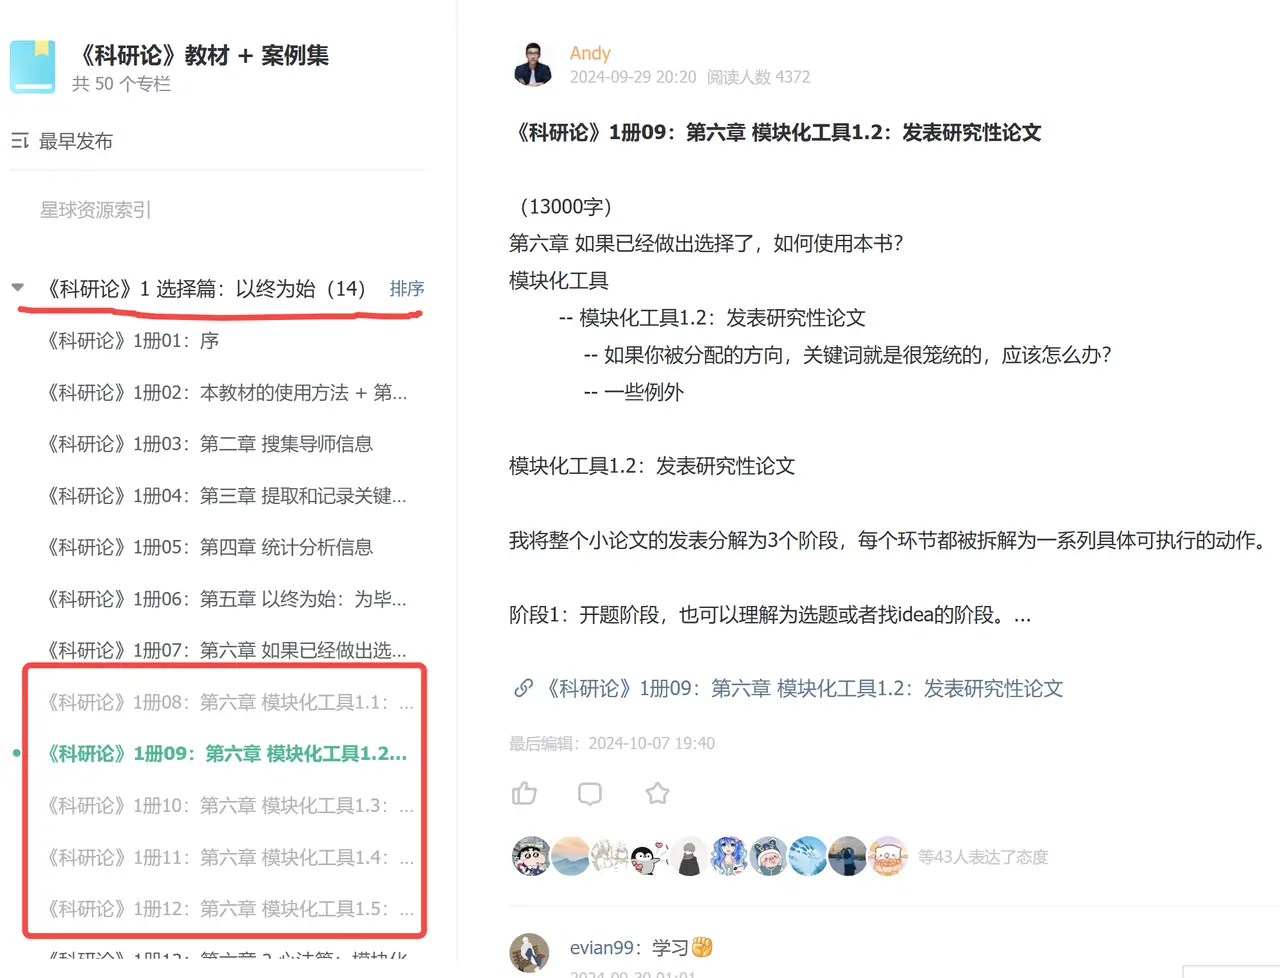 《科研论》教材 + 案例集
共 50 个专栏
最早发布
星球资源索引
《科研论》1 选择篇：以终为始（14） 排序
《科研论》1册01：序
《科研论》1册02：本教材的使用方法 + 第...
《科研论》1册03：第二章 搜集导师信息
《科研论》1册04：第三章 提取和记录关键...
《科研论》1册05：第四章 统计分析信息
《科研论》1册06：第五章 以终为始：为毕...
《科研论》1册07：第六章 如果已经做出选...
《科研论》1册08：第六章 模块化工具1.1：...
《科研论》1册09：第六章 模块化工具1.2...
《科研论》1册10：第六章 模块化工具1.3：...
《科研论》1册11：第六章 模块化工具1.4：...
《科研论》1册12：第六章 模块化工具1.5：...
Andy
2024-09-29 20:20 阅读人数 4372
《科研论》1册09：第六章 模块化工具1.2：发表研究性论文
（13000字）
第六章 如果已经做出选择了，如何使用本书？
模块化工具
-- 模块化工具1.2：发表研究性论文
-- 如果你被分配的方向，关键词就是很笼统的，应该怎么办？
-- 一些例外
模块化工具1.2：发表研究性论文
我将整个小论文的发表分解为3个阶段，每个环节都被拆解为一系列具体可执行的动作。
阶段1：开题阶段，也可以理解为选题或者找idea的阶段。...
《科研论》1册09：第六章 模块化工具1.2：发表研究性论文
最后编辑：2024-10-07 19:40
等43人表达了态度
evian99：学习✊